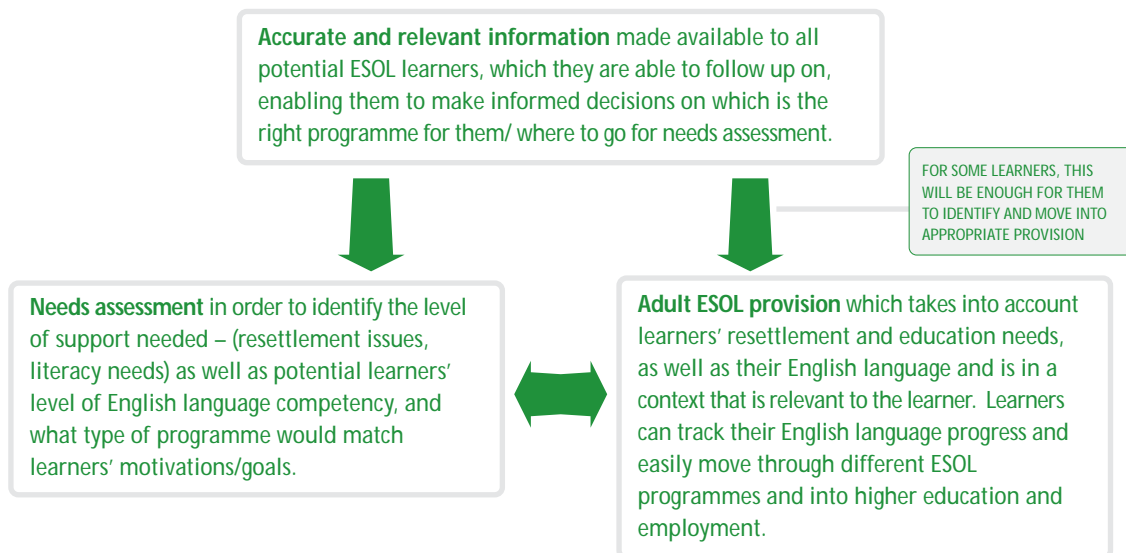 Accurate and relevant information made available to all
potential ESOL learners, which they are able to follow up on,
enabling them to make informed decisions on which is the
right programme for them/ where to go for needs assessment.
FOR SOME LEARNERS, THIS
WILL BE ENOUGH FOR THEM
TO IDENTIFY AND MOVE INTO
APPROPRIATE PROVISION
Needs assessment in order to identify the level
of support needed – (resettlement issues,
literacy needs) as well as potential learners'
level of English language competency, and
what type of programme would match
learners' motivations/goals.
Adult ESOL provision which takes into account
learners' resettlement and education needs,
as well as their English language and is in a
context that is relevant to the learner. Learners
can track their English language progress and
easily move through different ESOL
programmes and into higher education and
employment.